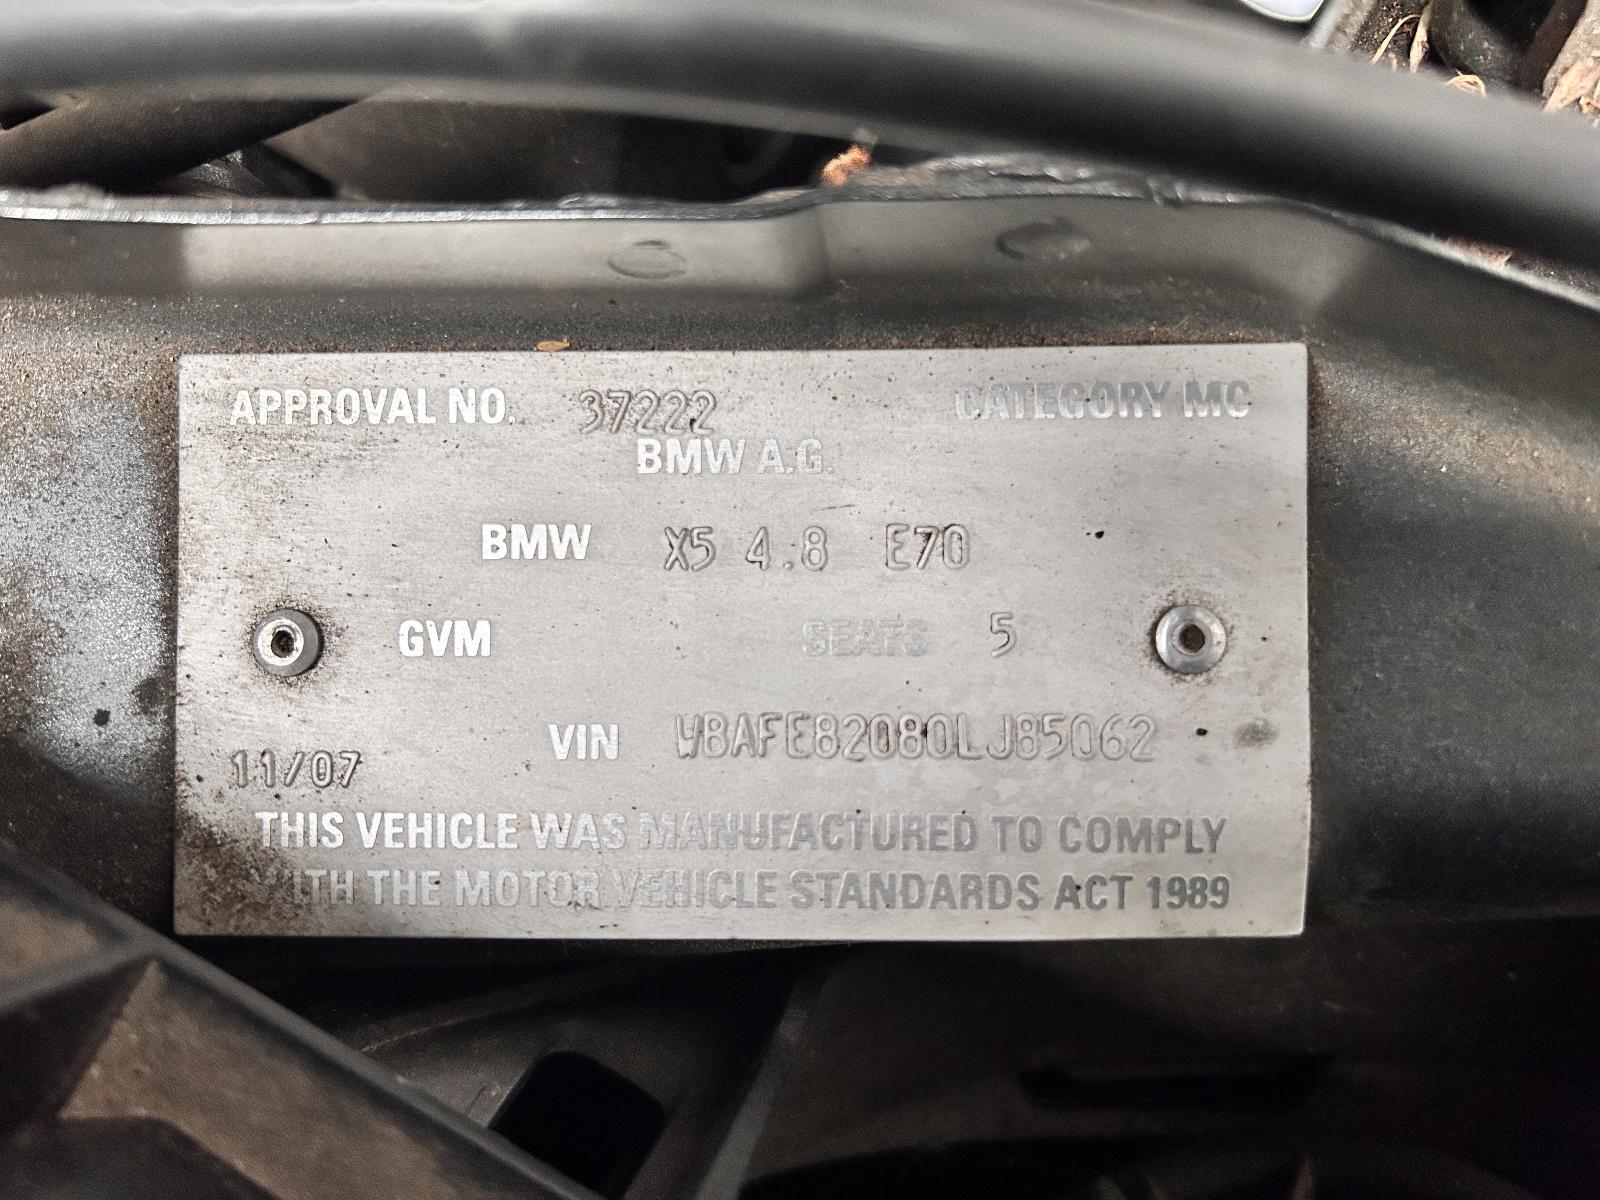 APPROVAL NO. 37222 CATEGORY MC
BMW A.G.
BMW X5 4.8 E70
GVM SEATS 5
VIN WBAFE82080LJ85062
11/07
THIS VEHICLE WAS MANUFACTURED TO COMPLY
WITH THE MOTOR VEHICLE STANDARDS ACT 1989